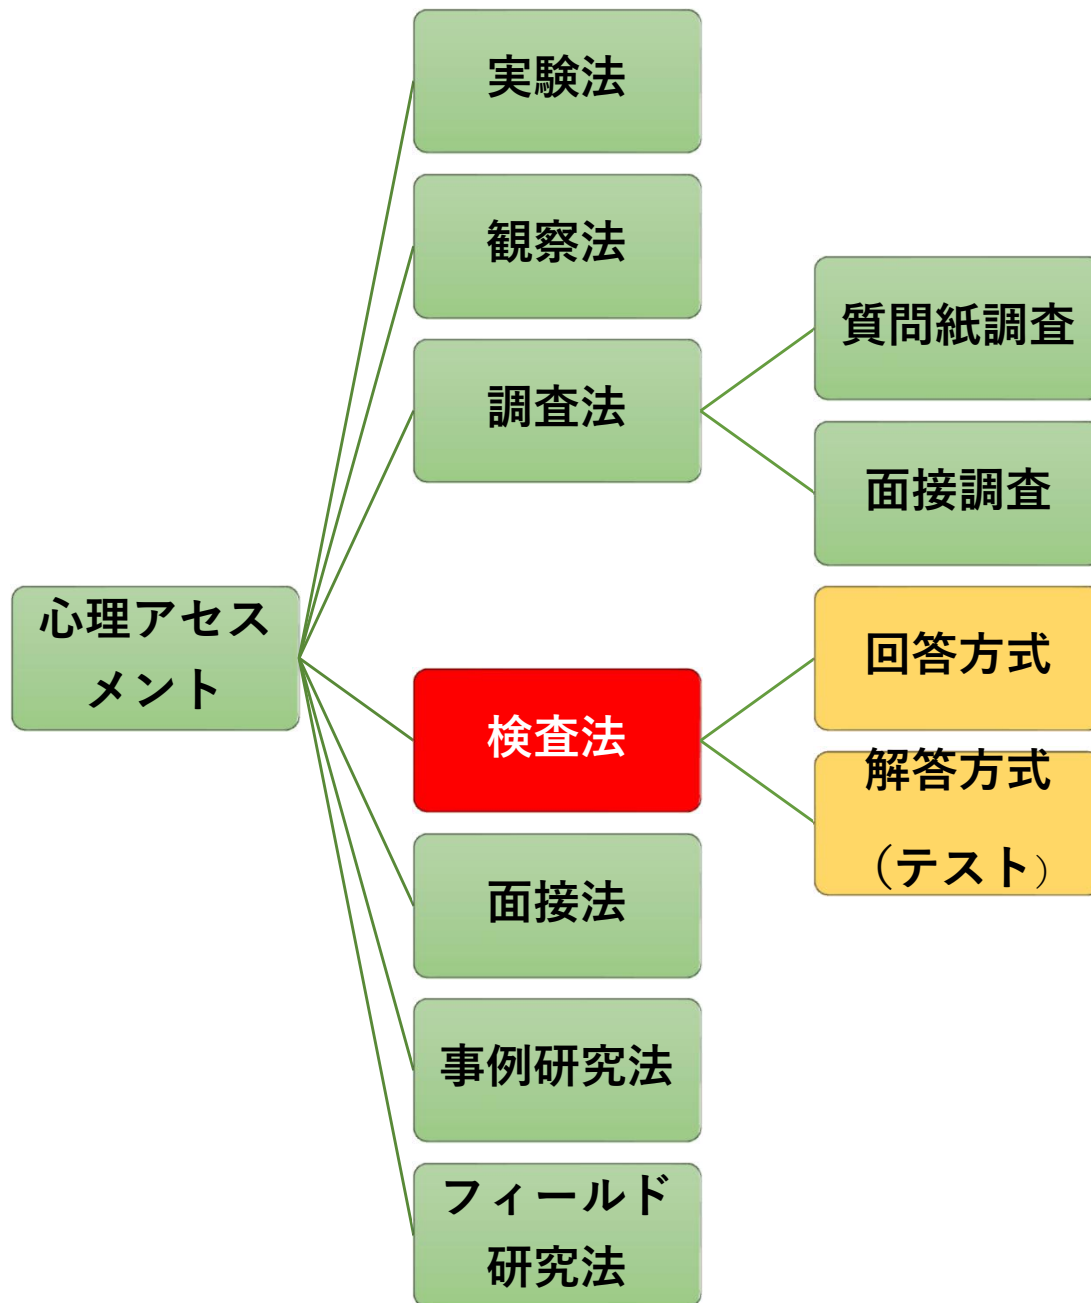 実験法
観察法
質問紙調査
調査法
面接調査
心理アセス
メント
回答方式
検査法
解答方式
（テスト）
面接法
事例研究法
フィールド
研究法